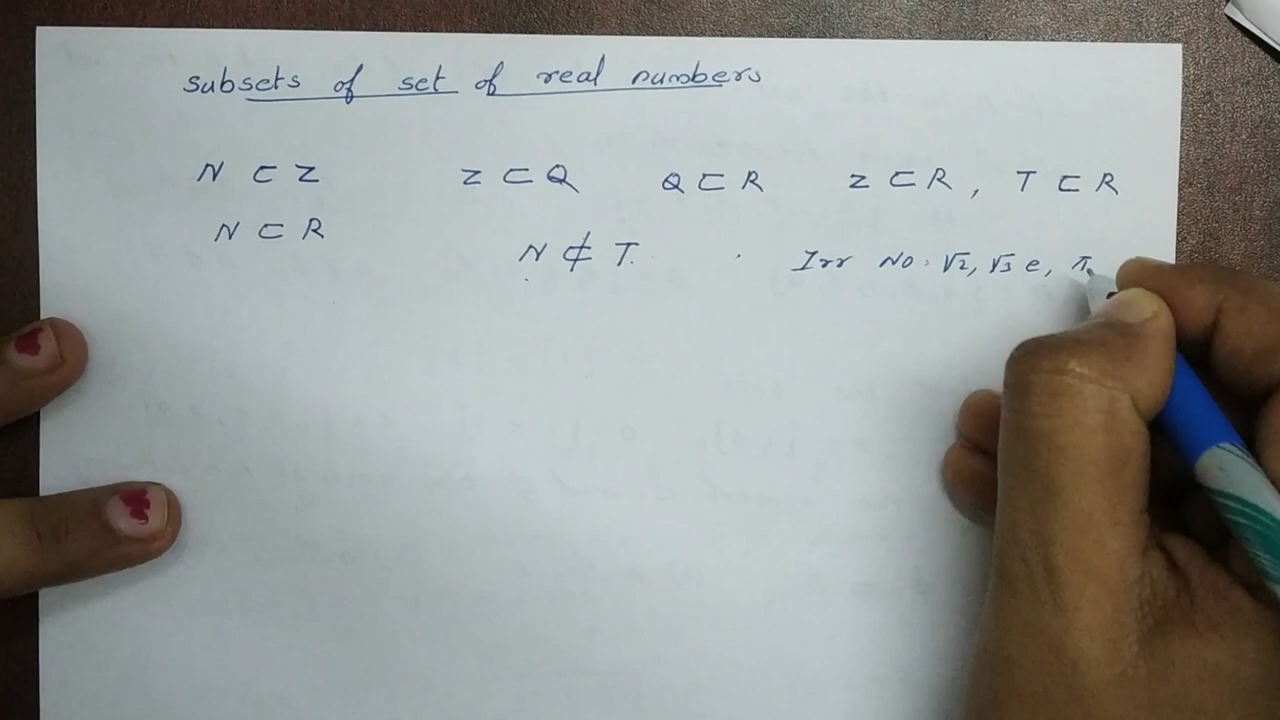 subsets of set of real numbers
N ⊂ Z Z ⊂ Q Q ⊂ R Z ⊂ R, T ⊂ R
N ⊂ R
N ⊄ T. Irr NO: √2, √3 e, π